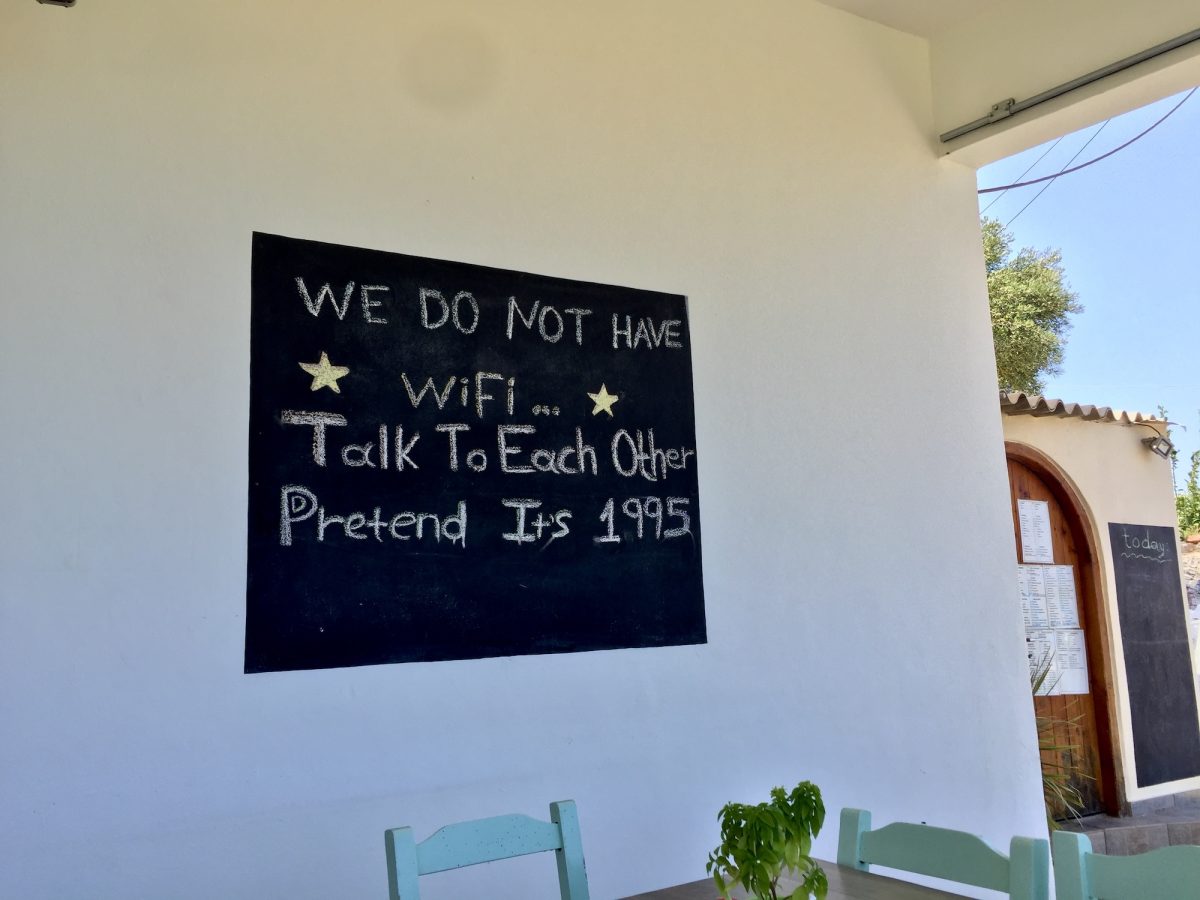 WE DO NOT HAVE
WiFi ...
Talk To Each Other
Pretend It's 1995
today: